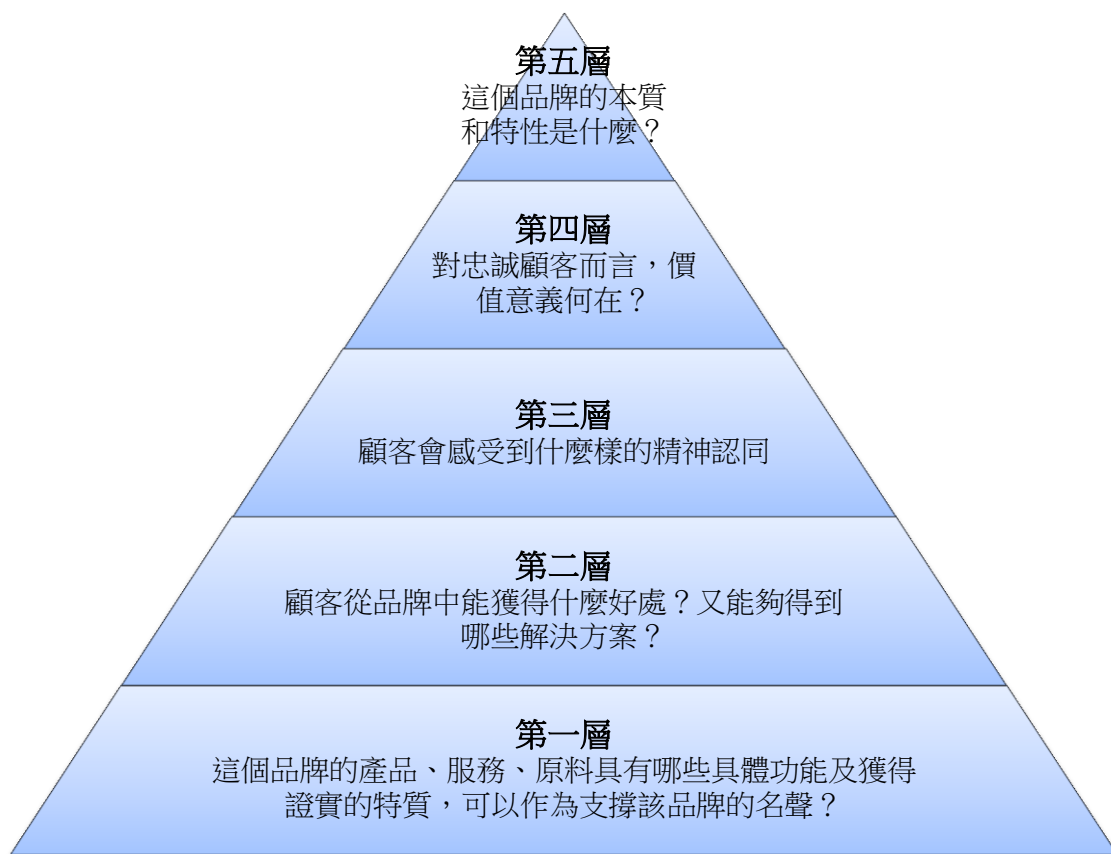 第五層
這個品牌的本質
和特性是什麼？
第四層
對忠誠顧客而言，價
值意義何在？
第三層
顧客會感受到什麼樣的精神認同
第二層
顧客從品牌中能獲得什麼好處？又能夠得到
哪些解決方案？
第一層
這個品牌的產品、服務、原料具有哪些具體功能及獲得
證實的特質，可以作為支撐該品牌的名聲？